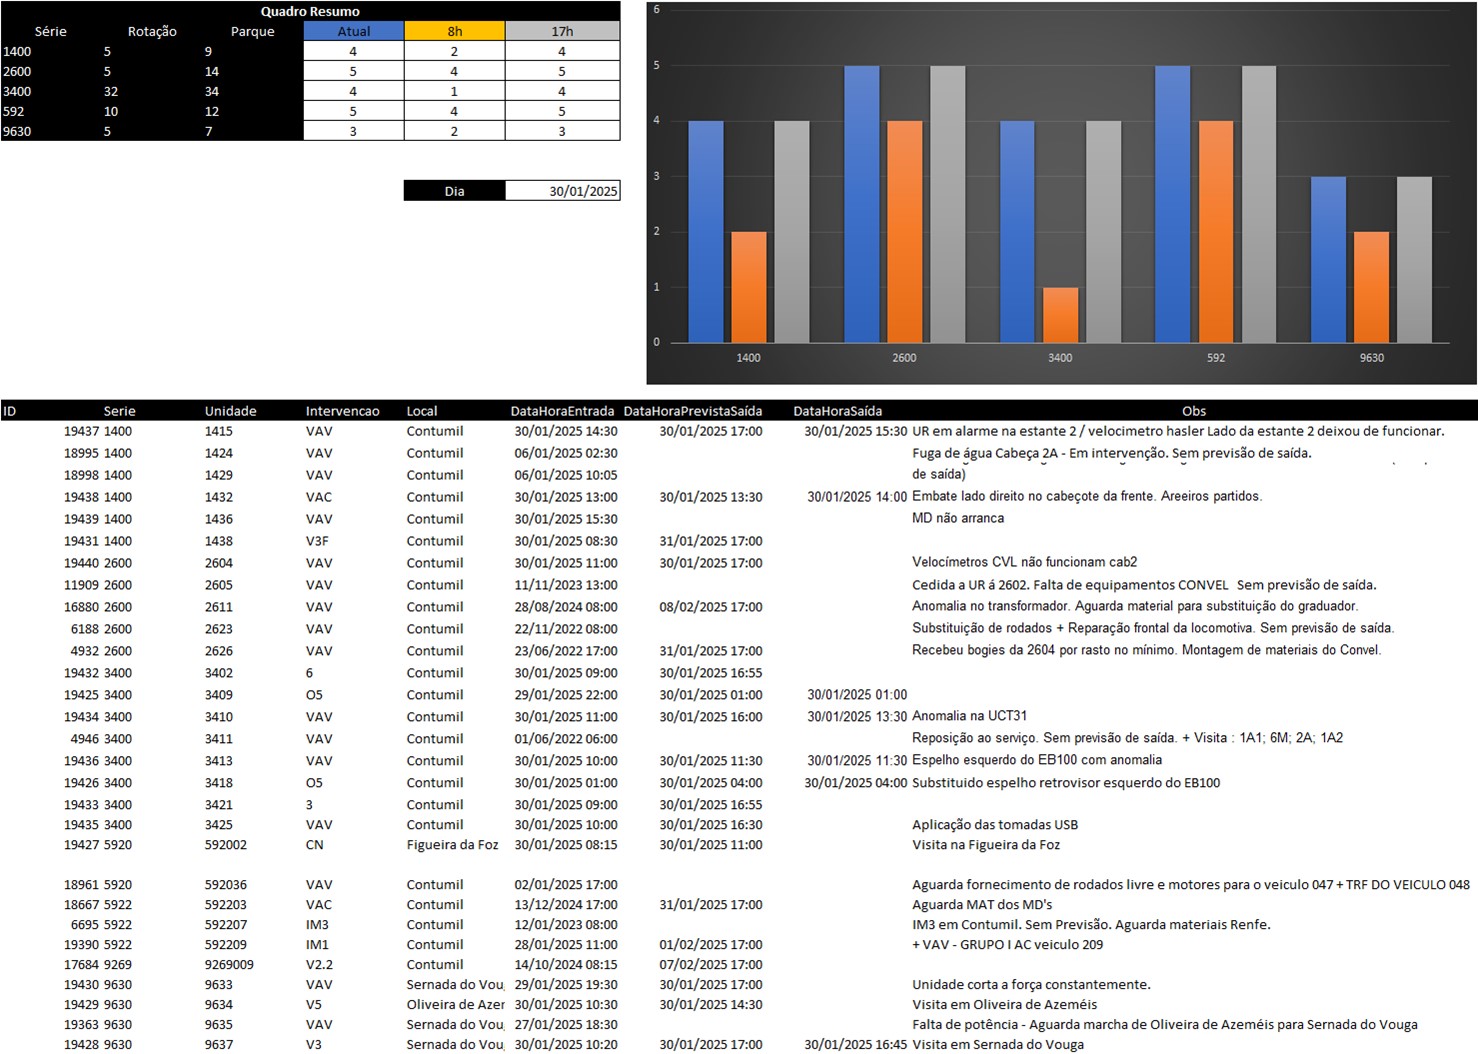 Quadro Resumo
Série Rotação Parque Atual 8h 17h
1400 5 9 4 2 4
2600 5 14 5 4 5
3400 32 34 4 1 4
592 10 12 5 4 5
9630 5 7 3 2 3
Dia 30/01/2025
6
5
4
3
2
1
0
1400 2600 3400 592 9630
ID Serie Unidade Intervencao Local DataHoraEntrada DataHoraPrevistaSaída DataHoraSaída Obs
19437 1400 1415 VAV Contumil 30/01/2025 14:30 30/01/2025 17:00 30/01/2025 15:30 UR em alarme na estante 2 / velocimetro hasler Lado da estante 2 deixou de funcionar.
18995 1400 1424 VAV Contumil 06/01/2025 02:30 Fuga de água Cabeça 2A - Em intervenção. Sem previsão de saída.
18998 1400 1429 VAV Contumil 06/01/2025 10:05 de saída)
19438 1400 1432 VAC Contumil 30/01/2025 13:00 30/01/2025 13:30 30/01/2025 14:00 Embate lado direito no cabeçote da frente. Areeiros partidos.
19439 1400 1436 VAV Contumil 30/01/2025 15:30 MD não arranca
19431 1400 1438 V3F Contumil 30/01/2025 08:30 31/01/2025 17:00
19440 2600 2604 VAV Contumil 30/01/2025 11:00 30/01/2025 17:00 Velocímetros CVL não funcionam cab2
11909 2600 2605 VAV Contumil 11/11/2023 13:00 Cedida a UR á 2602. Falta de equipamentos CONVEL Sem previsão de saída.
16880 2600 2611 VAV Contumil 28/08/2024 08:00 08/02/2025 17:00 Anomalia no transformador. Aguarda material para substituição do graduador.
6188 2600 2623 VAV Contumil 22/11/2022 08:00 Substituição de rodados + Reparação frontal da locomotiva. Sem previsão de saída.
4932 2600 2626 VAV Contumil 23/06/2022 17:00 31/01/2025 17:00 Recebeu bogies da 2604 por rasto no mínimo. Montagem de materiais do Convel.
19432 3400 3402 6 Contumil 30/01/2025 09:00 30/01/2025 16:55
19425 3400 3409 O5 Contumil 29/01/2025 22:00 30/01/2025 01:00 30/01/2025 01:00
19434 3400 3410 VAV Contumil 30/01/2025 11:00 30/01/2025 16:00 30/01/2025 13:30 Anomalia na UCT31
4946 3400 3411 VAV Contumil 01/06/2022 06:00 Reposição ao serviço. Sem previsão de saída. + Visita : 1A1; 6M; 2A; 1A2
19436 3400 3413 VAV Contumil 30/01/2025 10:00 30/01/2025 11:30 30/01/2025 11:30 Espelho esquerdo do EB100 com anomalia
19426 3400 3418 O5 Contumil 30/01/2025 01:00 30/01/2025 04:00 30/01/2025 04:00 Substituido espelho retrovisor esquerdo do EB100
19433 3400 3421 3 Contumil 30/01/2025 09:00 30/01/2025 16:55
19435 3400 3425 VAV Contumil 30/01/2025 10:00 30/01/2025 16:30 Aplicação das tomadas USB
19427 5920 592002 CN Figueira da Foz 30/01/2025 08:15 30/01/2025 11:00 Visita na Figueira da Foz
18961 5920 592036 VAV Contumil 02/01/2025 17:00 Aguarda fornecimento de rodados livre e motores para o veiculo 047 + TRF DO VEICULO 048
18667 5922 592203 VAC Contumil 13/12/2024 17:00 31/01/2025 17:00 Aguarda MAT dos MD's
6695 5922 592207 IM3 Contumil 12/01/2023 08:00 IM3 em Contumil. Sem Previsão. Aguarda materiais Renfe.
19390 5922 592209 IM1 Contumil 28/01/2025 11:00 01/02/2025 17:00 + VAV - GRUPO I AC veiculo 209
17684 9269 9269009 V2.2 Contumil 14/10/2024 08:15 07/02/2025 17:00
19430 9630 9633 VAV Sernada do Vou 29/01/2025 19:30 30/01/2025 17:00 Unidade corta a força constantemente.
19429 9630 9634 V5 Oliveira de Azer 30/01/2025 10:30 30/01/2025 14:30 Visita em Oliveira de Azeméis
19363 9630 9635 VAV Sernada do Vou 27/01/2025 18:30 Falta de potência - Aguarda marcha de Oliveira de Azeméis para Sernada do Vouga
19428 9630 9637 V3 Sernada do Vou 30/01/2025 10:20 30/01/2025 17:00 30/01/2025 16:45 Visita em Sernada do Vouga